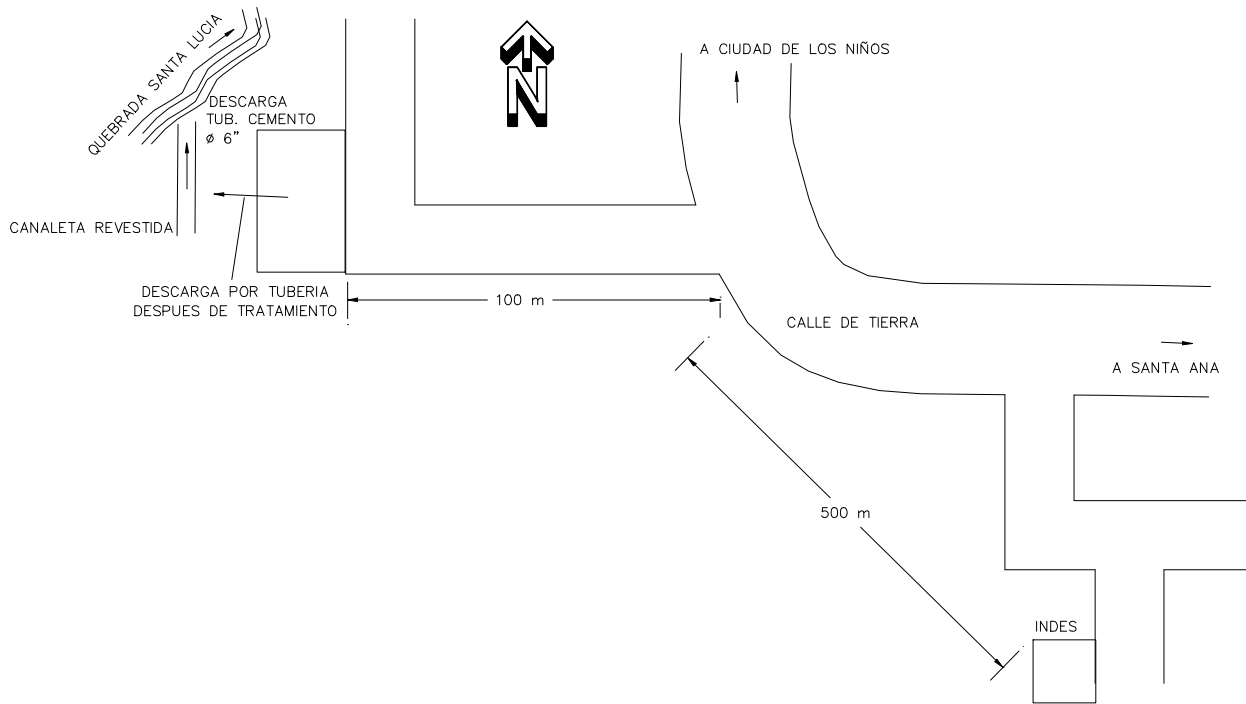 QUEBRADA SANTA LUCIA
DESCARGA
TUB. CEMENTO
ø 6"
CANALETA REVESTIDA
DESCARGA POR TUBERIA
DESPUES DE TRATAMIENTO
N
A CIUDAD DE LOS NIÑOS
100 m
CALLE DE TIERRA
A SANTA ANA
500 m
INDES